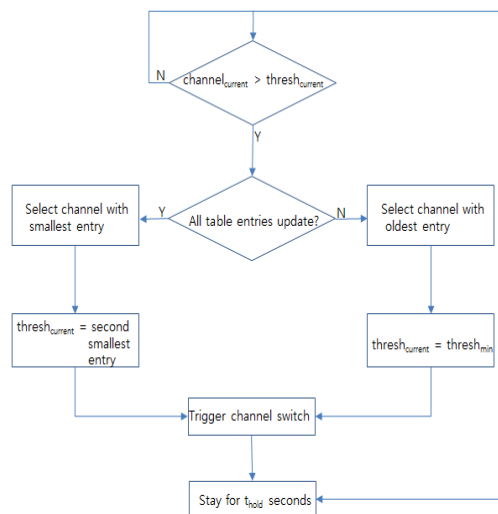 N
channelcurrent > threshcurrent
Y
Select channel with
smallest entry
Y
All table entries update?
N
Select channel with
oldest entry
threshcurrent = second
smallest
entry
threshcurrent = threshmin
Trigger channel switch
Stay for thold seconds